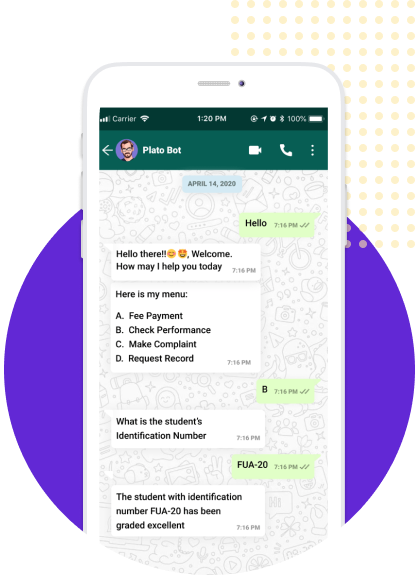 Carrier 1:20 PM 100%
Plato Bot
APRIL 14, 2020
Hello 7:16 PM
Hello there!!😊😍, Welcome.
How may I help you today 7:16 PM
Here is my menu:
A. Fee Payment
B. Check Performance
C. Make Complaint
D. Request Record
7:16 PM
B 7:16 PM
What is the student's
Identification Number 7:16 PM
FUA-20 7:16 PM
The student with identification
number FUA-20 has been
graded excellent 7:16 PM